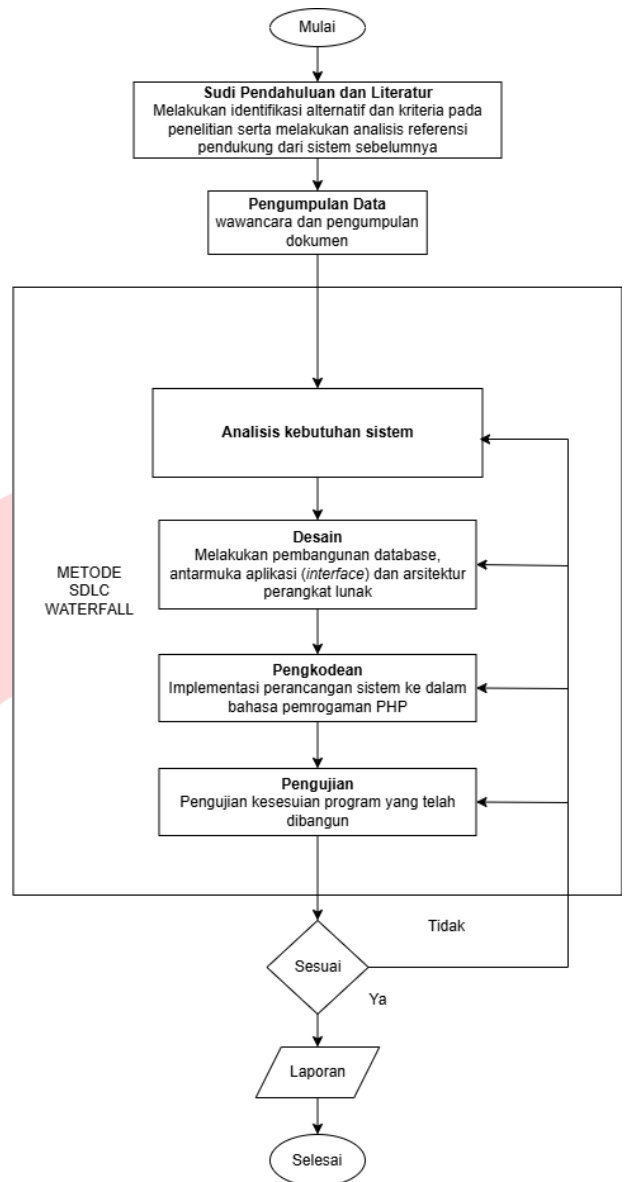 Mulai
Sudi Pendahuluan dan Literatur
Melakukan identifikasi alternatif dan kriteria pada
penelitian serta melakukan analisis referensi
pendukung dari sistem sebelumnya
Pengumpulan Data
wawancara dan pengumpulan
dokumen
Analisis kebutuhan sistem
METODE
SDLC
WATERFALL
Desain
Melakukan pembangunan database,
antarmuka aplikasi (interface) dan arsitektur
perangkat lunak
Pengkodean
Implementasi perancangan sistem ke dalam
bahasa pemrogaman PHP
Pengujian
Pengujian kesesuian program yang telah
dibangun
Tidak
Sesuai
Ya
Laporan
Selesai